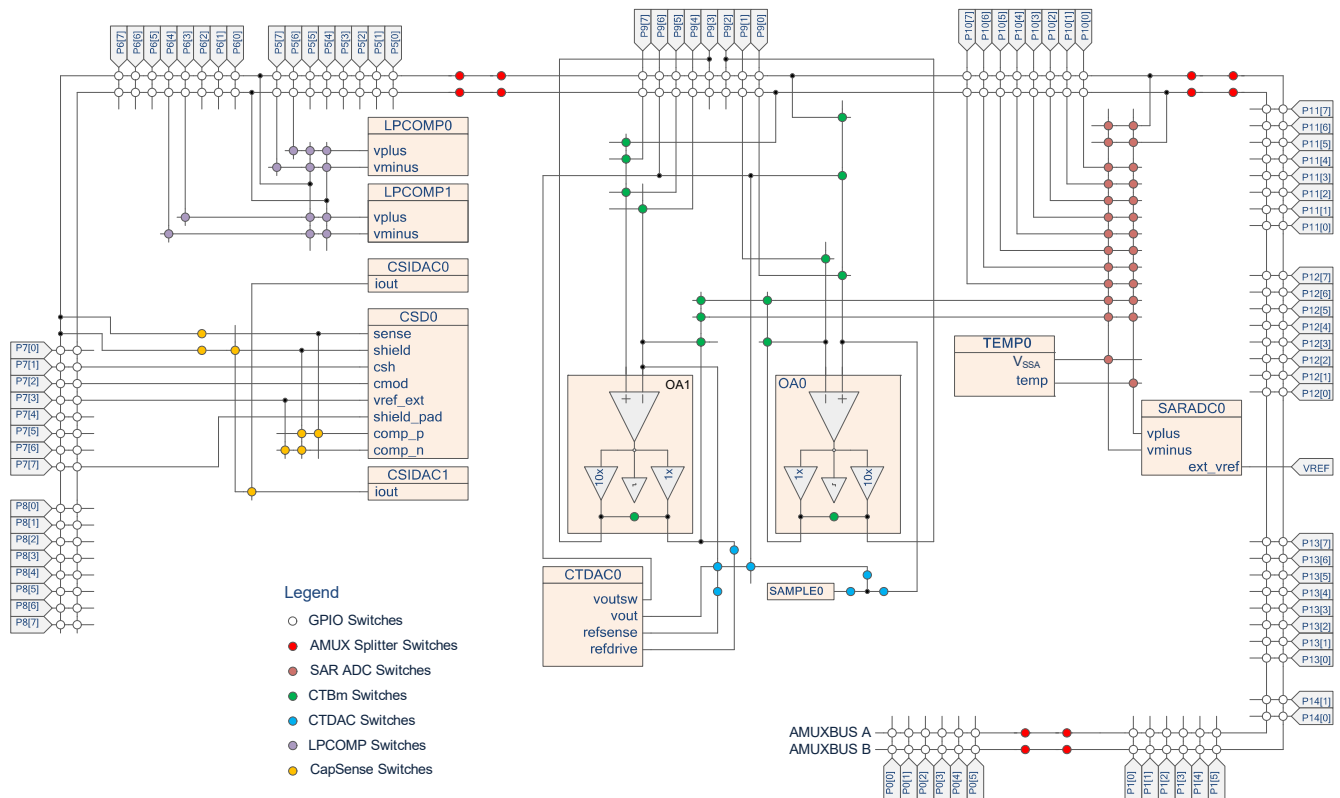 P6[7]
P6[6]
P6[5]
P6[4]
P6[3]
P6[2]
P6[1]
P6[0]
P5[7]
P5[6]
P5[5]
P5[4]
P5[3]
P5[2]
P5[1]
P5[0]
P9[7]
P9[6]
P9[5]
P9[4]
P9[3]
P9[2]
P9[1]
P9[0]
P10[7]
P10[6]
P10[5]
P10[4]
P10[3]
P10[2]
P10[1]
P10[0]
LPCOMP0
vplus
vminus
LPCOMP1
vplus
vminus
CSIDAC0
iout
CSD0
sense
shield
csh
cmod
vref_ext
shield_pad
comp_p
comp_n
CSIDAC1
iout
P7[0]
P7[1]
P7[2]
P7[3]
P7[4]
P7[5]
P7[6]
P7[7]
P8[0]
P8[1]
P8[2]
P8[3]
P8[4]
P8[5]
P8[6]
P8[7]
OA1
+
−
10x
1x
OA0
−
+
1x
10x
CTDAC0
voutsw
vout
refsense
refdrive
SAMPLE0
TEMP0
VSSA
temp
SARADC0
vplus
vminus
ext_vref
VREF
P11[7]
P11[6]
P11[5]
P11[4]
P11[3]
P11[2]
P11[1]
P11[0]
P12[7]
P12[6]
P12[5]
P12[4]
P12[3]
P12[2]
P12[1]
P12[0]
P13[7]
P13[6]
P13[5]
P13[4]
P13[3]
P13[2]
P13[1]
P13[0]
P14[1]
P14[0]
Legend
GPIO Switches
AMUX Splitter Switches
SAR ADC Switches
CTBm Switches
CTDAC Switches
LPCOMP Switches
CapSense Switches
AMUXBUS A
AMUXBUS B
P0[0]
P0[1]
P0[2]
P0[3]
P0[4]
P0[5]
P1[0]
P1[1]
P1[2]
P1[3]
P1[4]
P1[5]